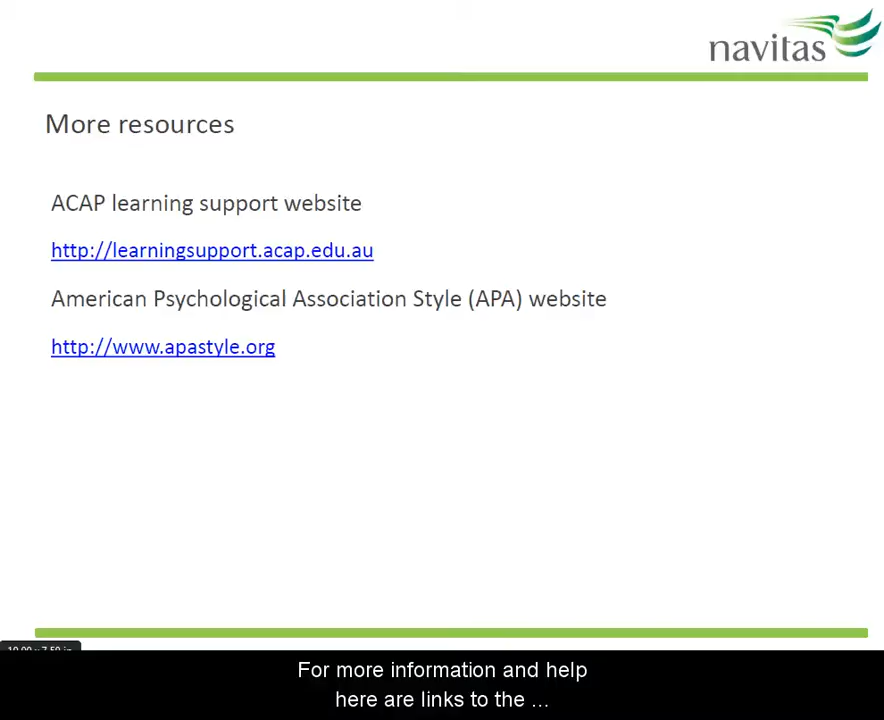 navitas
More resources
ACAP learning support website
http://learningsupport.acap.edu.au
American Psychological Association Style (APA) website
http://www.apastyle.org
For more information and help
here are links to the ...